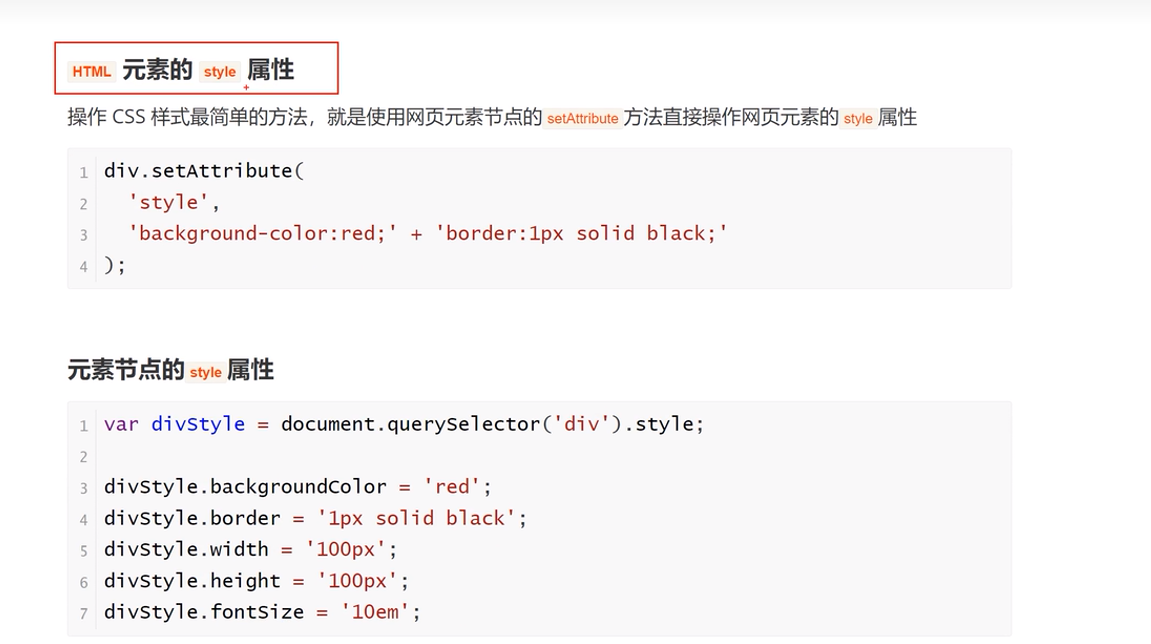 HTML 元素的 style 属性
操作 CSS 样式最简单的方法，就是使用网页元素节点的 setAttribute 方法直接操作网页元素的 style 属性
1 div.setAttribute(
2   'style',
3   'background-color:red;' + 'border:1px solid black;'
4 );
元素节点的 style 属性
1 var divStyle = document.querySelector('div').style;
2
3 divStyle.backgroundColor = 'red';
4 divStyle.border = '1px solid black';
5 divStyle.width = '100px';
6 divStyle.height = '100px';
7 divStyle.fontSize = '10em';